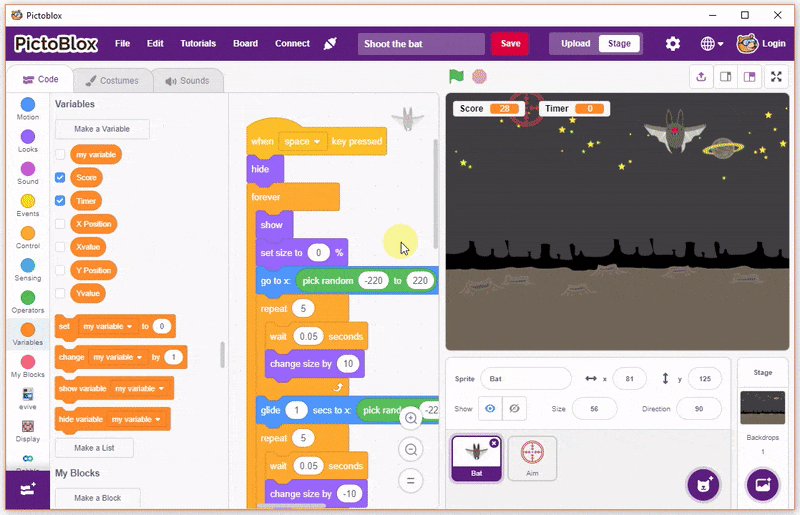 Pictoblox
PictoBlox File Edit Tutorials Board Connect Shoot the bat Save Upload Stage Login
Code Costumes Sounds
Motion
Looks
Sound
Events
Control
Sensing
Operators
Variables
My Blocks
evive
Display
Variables
Make a Variable
my variable
Score
Timer
X Position
Xvalue
Y Position
Yvalue
set my variable to 0
change my variable by 1
show variable my variable
hide variable my variable
Make a List
My Blocks
Make a Block
when space key pressed
hide
forever
show
set size to 0 %
go to x: pick random -220 to 220
repeat 5
wait 0.05 seconds
change size by 10
glide 1 secs to x: pick rand -22
repeat 5
wait 0.05 seconds
change size by -10
Score 28 Timer 0
Sprite Bat x 81 y 125
Show Size 56 Direction 90
Bat
Aim
Stage
Backdrops
1